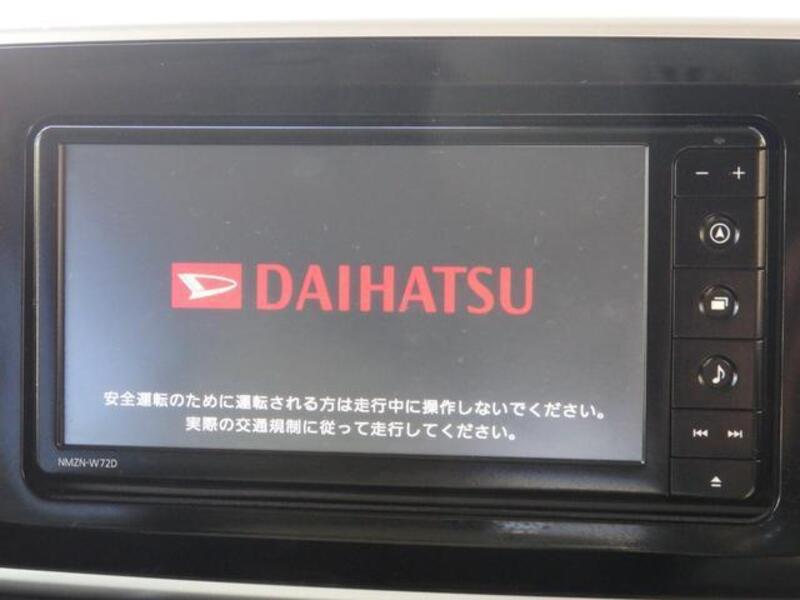 DAIHATSU
安全運転のために運転される方は走行中に操作しないでください。
実際の交通規制に従って走行してください。
NMZN-W72D